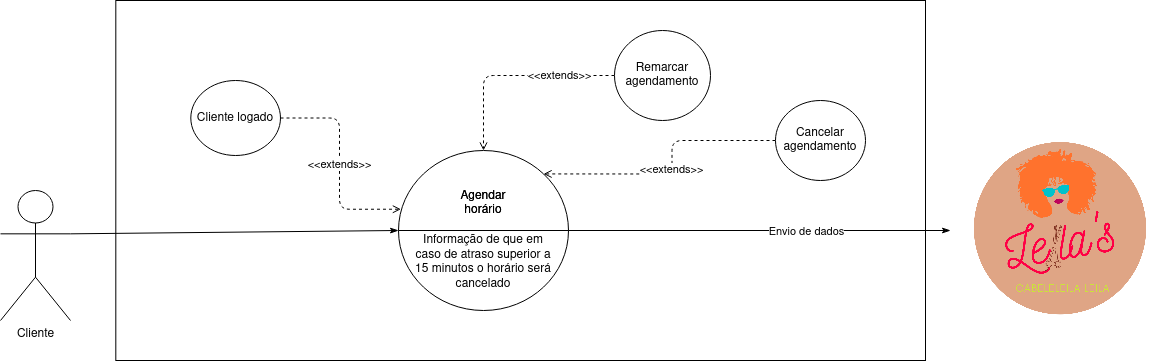 Remarcar
agendamento
<<extends>>
Cliente logado
Cancelar
agendamento
<<extends>>
<<extends>>
Agendar
horário
Informação de que em
caso de atraso superior a
15 minutos o horário será
cancelado
Envio de dados
Leila's
CABELELEILA LEILA
Cliente